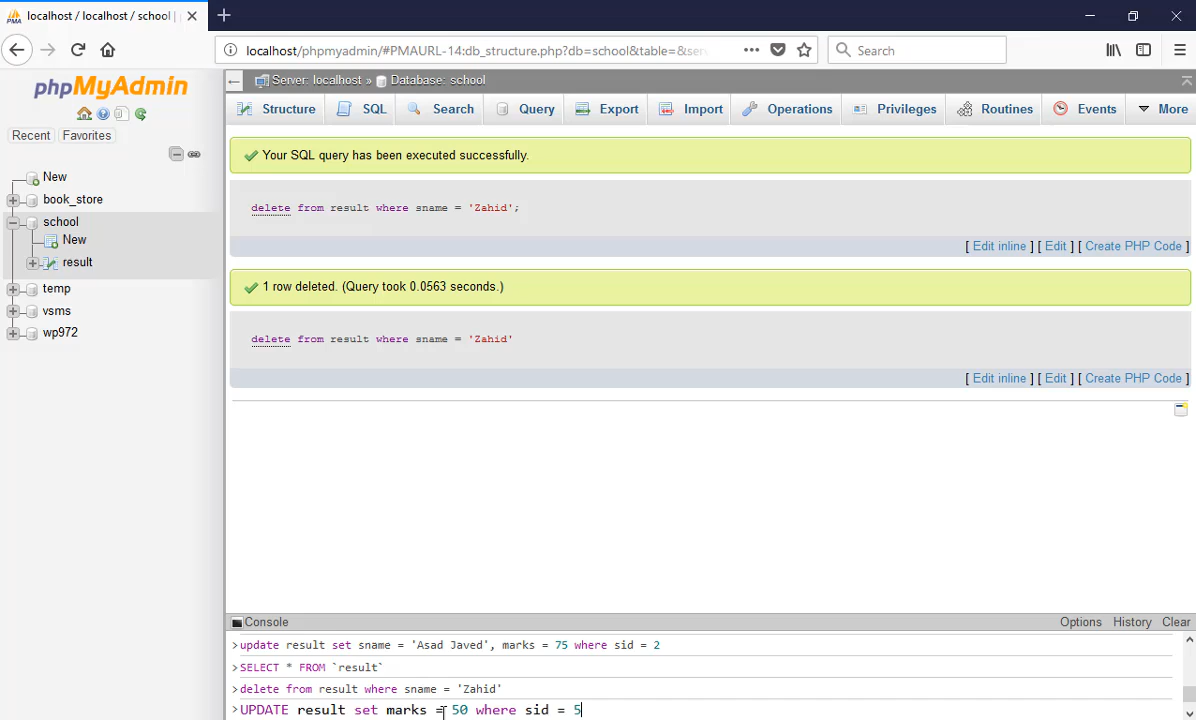 localhost / localhost / school |
localhost/phpmyadmin/#PMAURL-14:db_structure.php?db=school&table=&serv
Search
phpMyAdmin
Recent Favorites
New
book_store
school
New
result
temp
vsms
wp972
Server: localhost » Database: school
Structure SQL Search Query Export Import Operations Privileges Routines Events More
Your SQL query has been executed successfully.
delete from result where sname = 'Zahid';
[ Edit inline ] [ Edit ] [ Create PHP Code ]
1 row deleted. (Query took 0.0563 seconds.)
delete from result where sname = 'Zahid'
[ Edit inline ] [ Edit ] [ Create PHP Code ]
Console Options History Clear
>update result set sname = 'Asad Javed', marks = 75 where sid = 2
>SELECT * FROM `result`
>delete from result where sname = 'Zahid'
>UPDATE result set marks = 50 where sid = 5